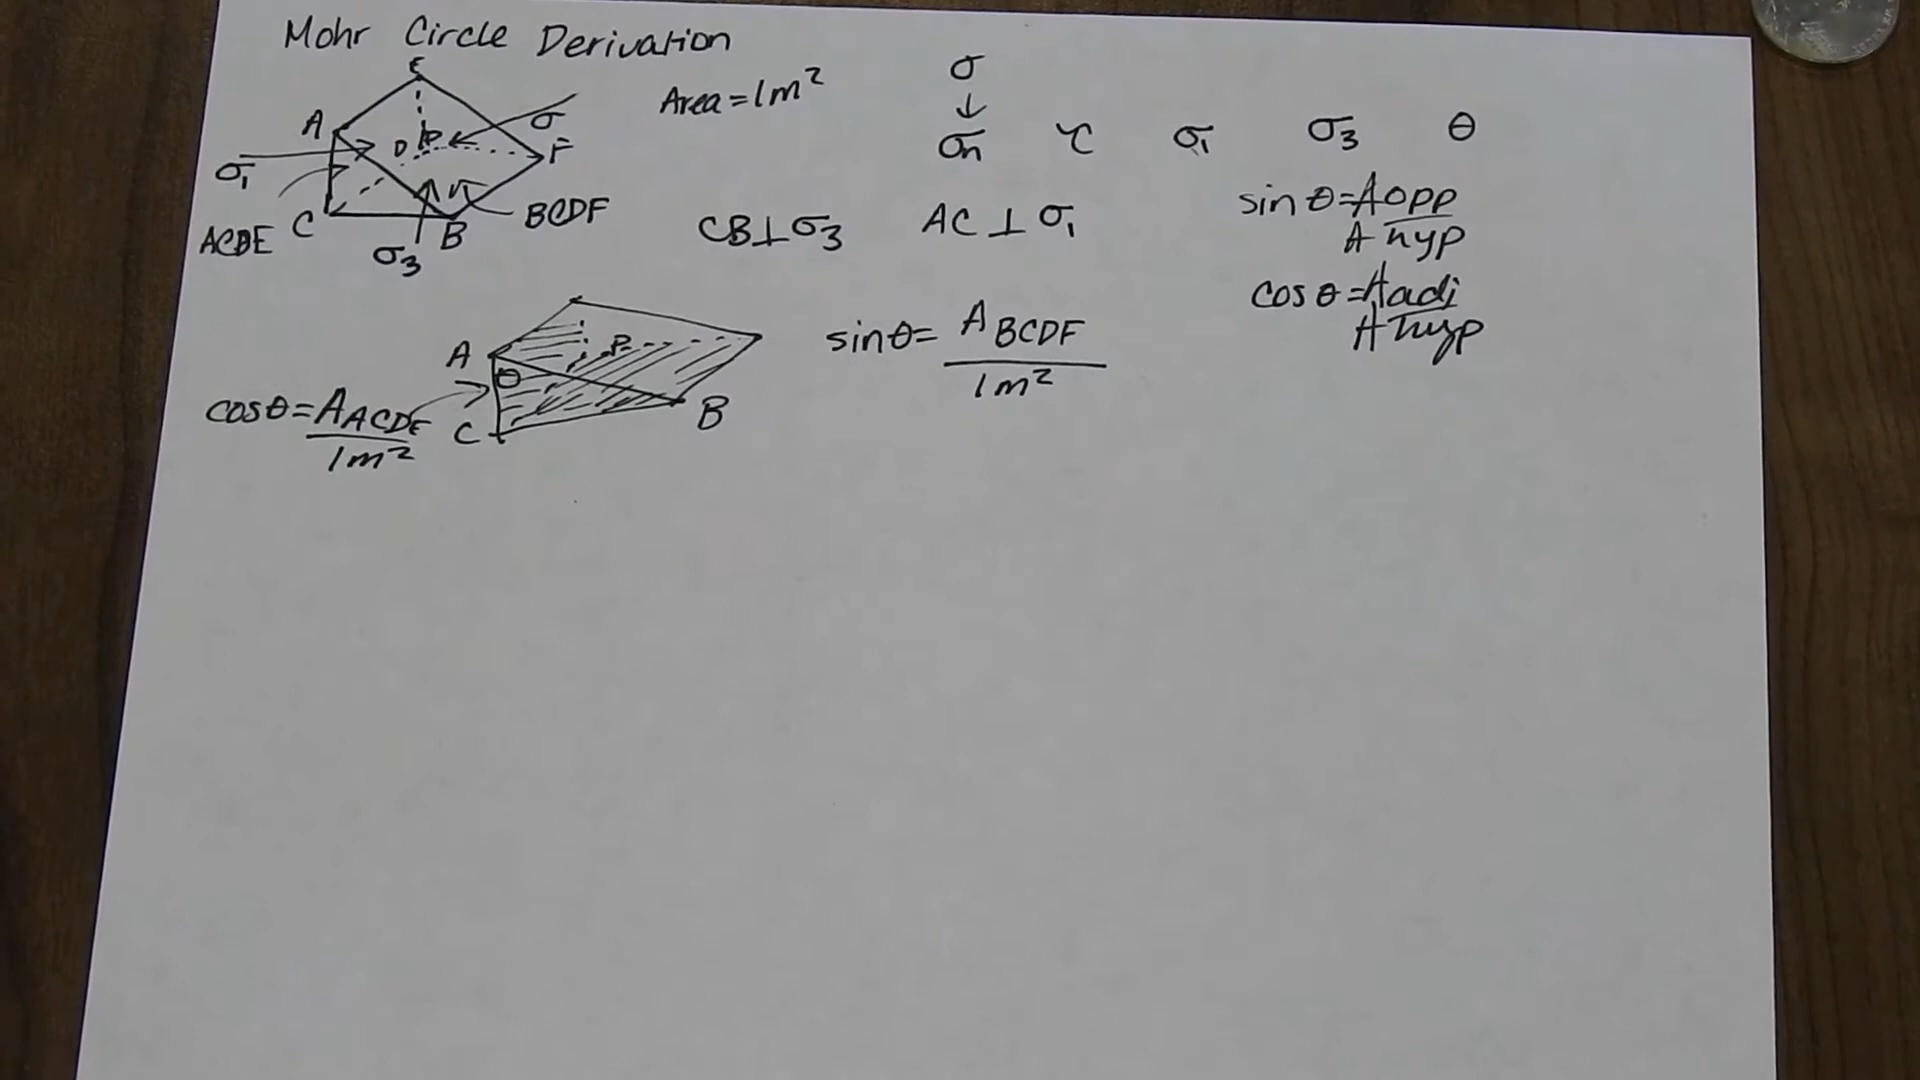 Mohr Circle Derivation
E
A
D
P
σ
F
σ₁
C
B
BCDF
ACDE
σ₃
Area = 1m²
σ
↓
σn τ σ₁ σ₃ θ
CB ⊥ σ₃
AC ⊥ σ₁
sin θ = A opp / A hyp
cos θ = A adj / A hyp
A
P
θ
C
B
sin θ = A BCDF / 1m²
cos θ = A ACDE / 1m²